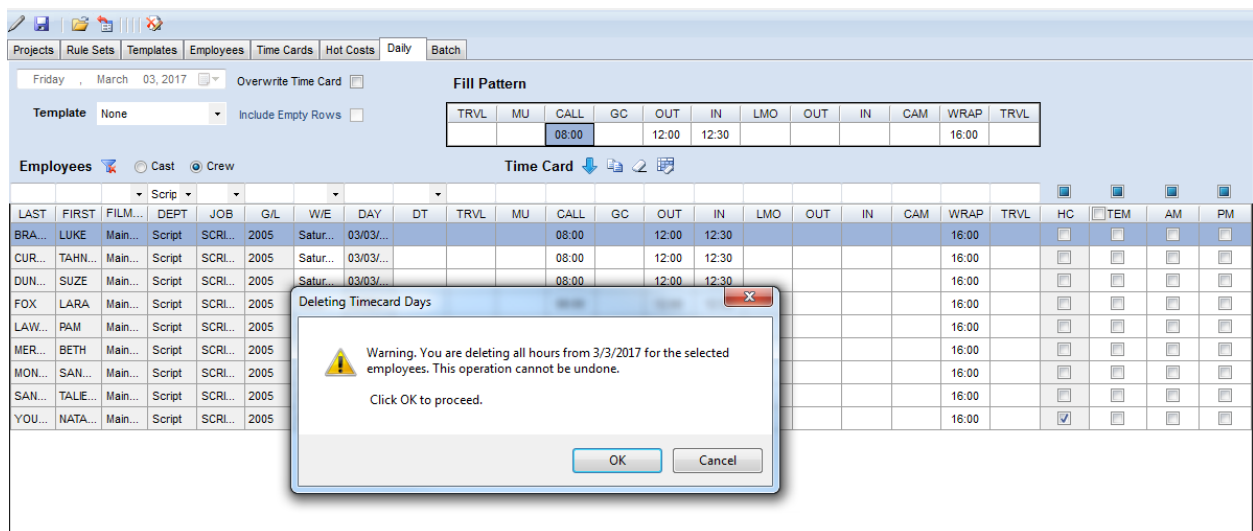 Projects Rule Sets Templates Employees Time Cards Hot Costs Daily Batch
Friday , March 03, 2017 Overwrite Time Card
Fill Pattern
Template None Include Empty Rows
TRVL MU CALL GC OUT IN LMO OUT IN CAM WRAP TRVL
08:00 12:00 12:30 16:00
Employees Cast Crew Time Card
Scrip
LAST FIRST FILM... DEPT JOB G/L W/E DAY DT TRVL MU CALL GC OUT IN LMO OUT IN CAM WRAP TRVL HC TEM AM PM
BRA... LUKE Main... Script SCRI... 2005 Satur... 03/03/... 08:00 12:00 12:30 16:00
CUR... TAHN... Main... Script SCRI... 2005 Satur... 03/03/... 08:00 12:00 12:30 16:00
DUN... SUZE Main... Script SCRI... 2005 Satur... 03/03/... 08:00 12:00 12:30 16:00
FOX LARA Main... Script SCRI... 2005 16:00
LAW... PAM Main... Script SCRI... 2005 16:00
MER... BETH Main... Script SCRI... 2005 16:00
MON... SAN... Main... Script SCRI... 2005 16:00
SAN... TALIE... Main... Script SCRI... 2005 16:00
YOU... NATA... Main... Script SCRI... 2005 16:00
Deleting Timecard Days
Warning. You are deleting all hours from 3/3/2017 for the selected
employees. This operation cannot be undone.
Click OK to proceed.
OK Cancel